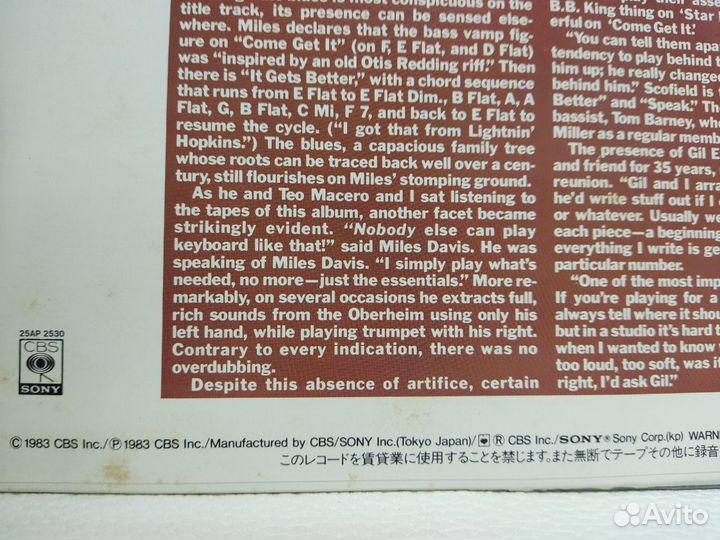 title track, its presence can be sensed else-
where. Miles declares that the bass vamp fig-
ure on “Come Get It” (on F, E Flat, and D Flat)
was “inspired by an old Otis Redding riff.” Then
there is “It Gets Better,” with a chord sequence
that runs from E Flat to E Flat Dim., B Flat, A, A
Flat, G, B Flat, C Mi, F 7, and back to E Flat to
resume the cycle. (“I got that from Lightnin’
Hopkins.”) The blues, a capacious family tree
whose roots can be traced back well over a cen-
tury, still flourishes on Miles’ stomping ground.
As he and Teo Macero and I sat listening to
the tapes of this album, another facet became
strikingly evident. “Nobody else can play
keyboard like that!” said Miles Davis. He was
speaking of Miles Davis. “I simply play what’s
needed, no more—just the essentials.” More re-
markably, on several occasions he extracts full,
rich sounds from the Oberheim using only his
left hand, while playing trumpet with his right.
Contrary to every indication, there was no
overdubbing.
Despite this absence of artifice, certain
B.B. King thing on ‘Star
erful on ‘Come Get It.’
“You can tell them apa
tendency to play behind t
him up; he really changed
behind him.” Scofield is t
Better” and “Speak.” Th
bassist, Tom Barney, wh
Miller as a regular memb
The presence of Gil E
and friend for 35 years,
reunion. “Gil and I arra
he’d write stuff out if I
or whatever. Usually we
each piece—a beginning
everything I write is ge
particular number.
“One of the most imp
If you’re playing for a
always tell where it shou
but in a studio it’s hard t
when I wanted to know
too loud, too soft, was it
right, I’d ask Gil.”
25AP 2530
CBS
SONY
© 1983 CBS Inc./℗ 1983 CBS Inc./Manufactured by CBS/SONY Inc.(Tokyo Japan)/ ® CBS Inc./SONY® Sony Corp.(kp) WARN
このレコードを賃貸業に使用することを禁じます。また無断でテープその他に録音
Avito